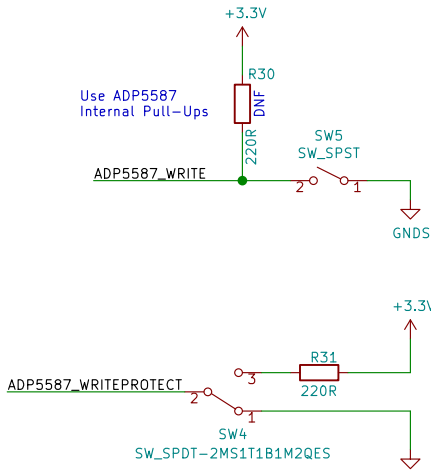 +3.3V
R30
Use ADP5587
Internal Pull-Ups
DNF
220R
SW5
SW_SPST
ADP5587_WRITE
2
1
GNDS
+3.3V
R31
3
220R
ADP5587_WRITEPROTECT
2
1
SW4
SW_SPDT-2MS1T1B1M2QES